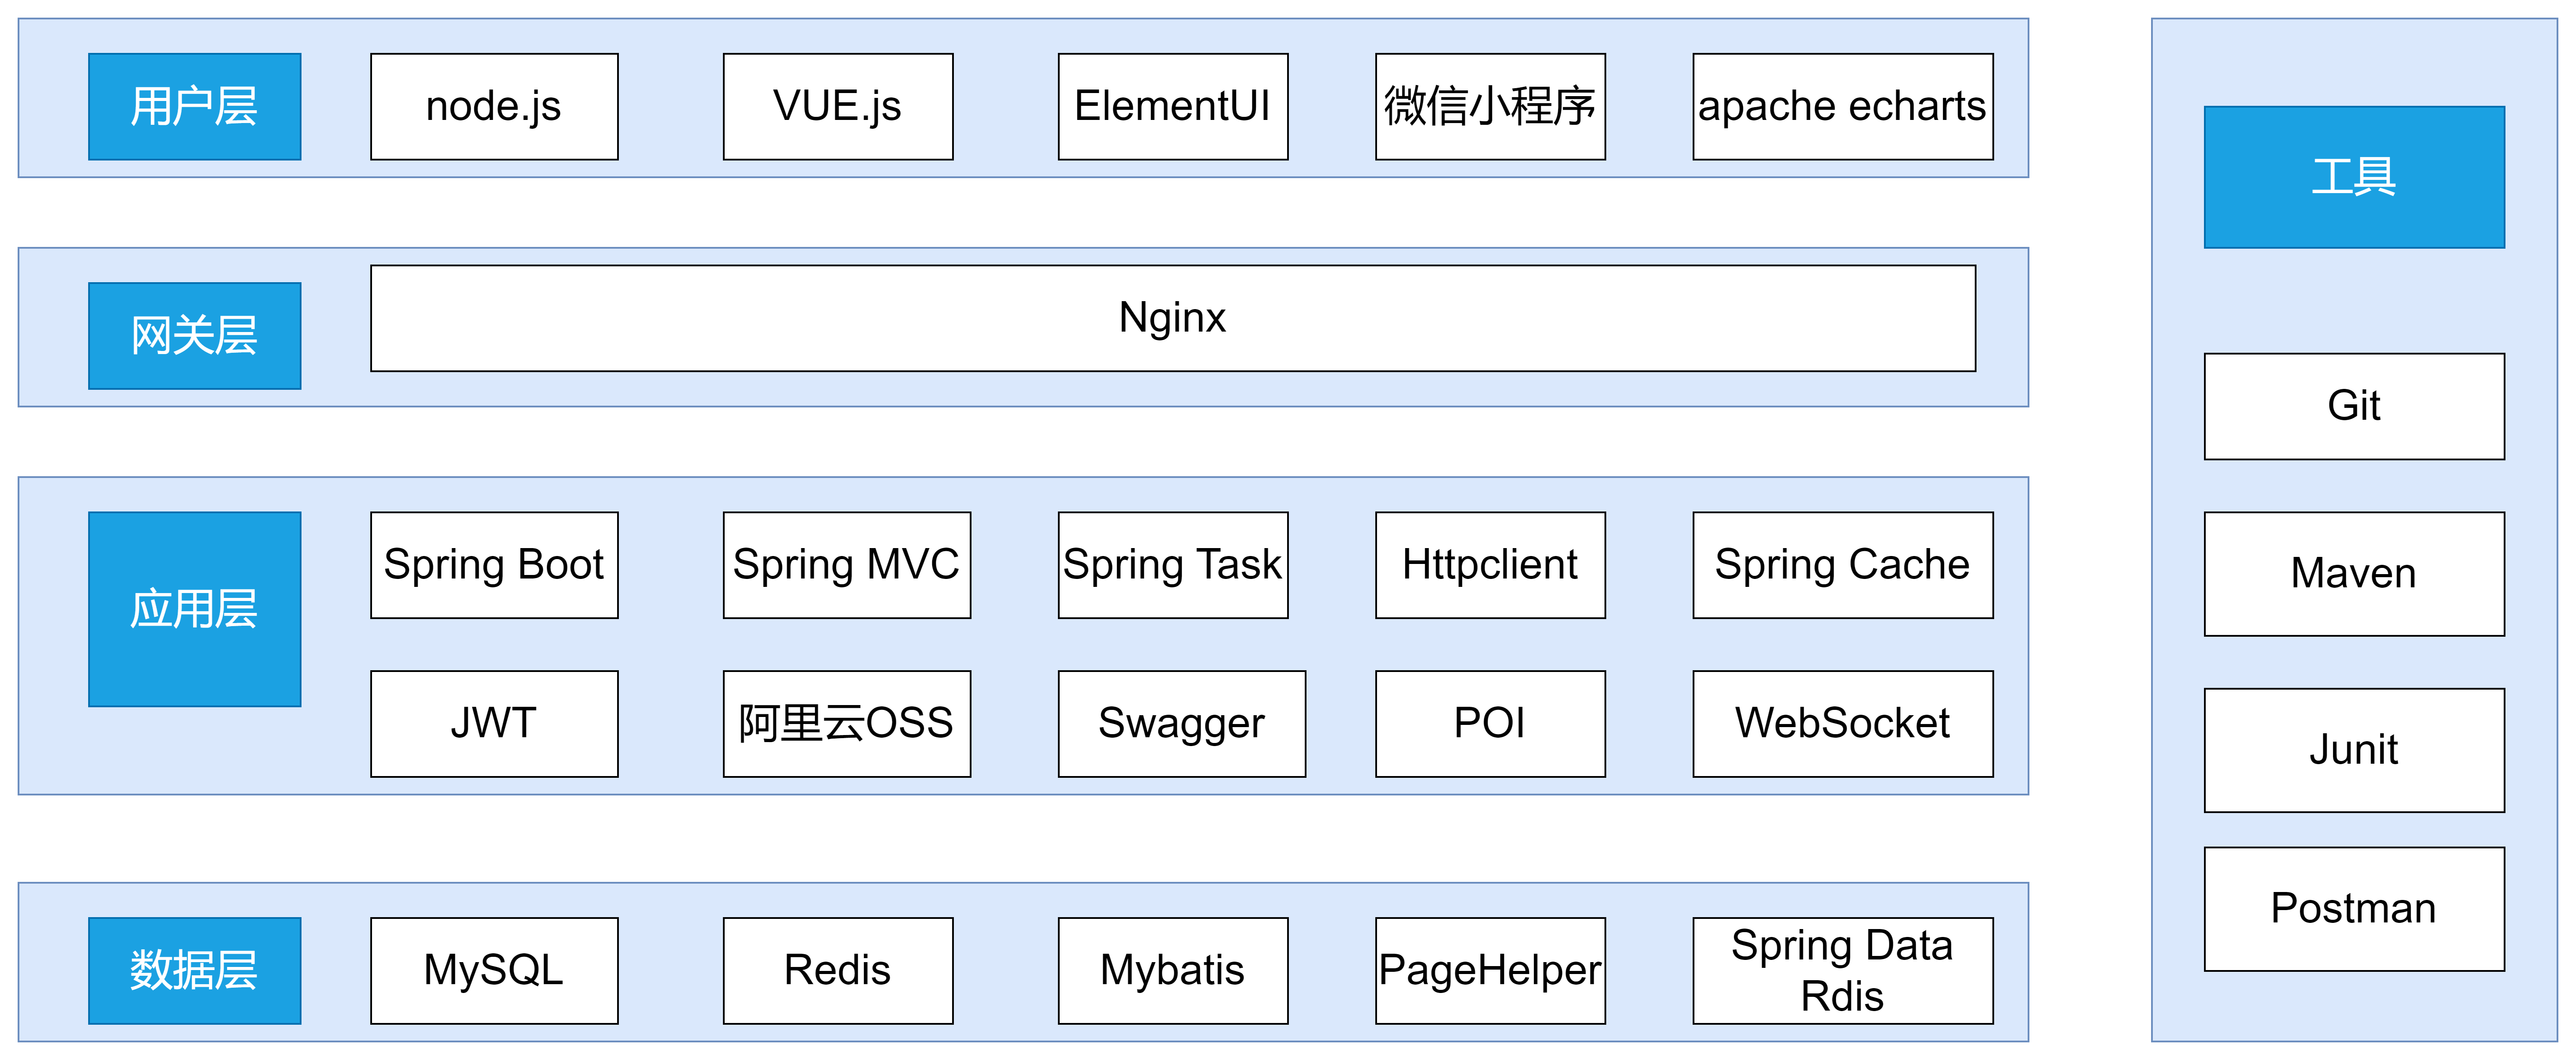 用户层
node.js
VUE.js
ElementUI
微信小程序
apache echarts
网关层
Nginx
应用层
Spring Boot
Spring MVC
Spring Task
Httpclient
Spring Cache
JWT
阿里云OSS
Swagger
POI
WebSocket
数据层
MySQL
Redis
Mybatis
PageHelper
Spring Data
Rdis
工具
Git
Maven
Junit
Postman